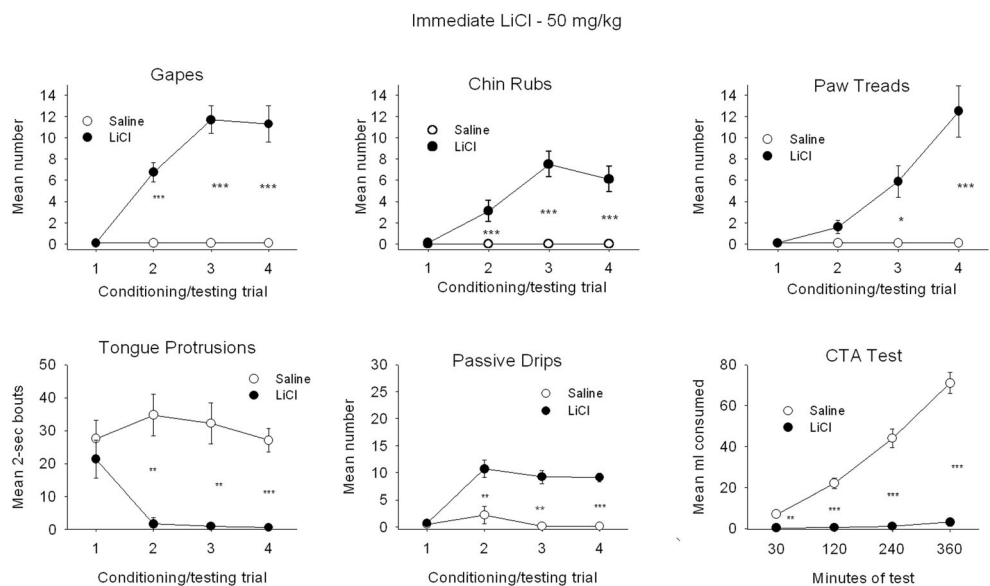 Immediate LiCl - 50 mg/kg
Gapes
14
12
10
8
6
4
2
0
Mean number
Saline
LiCl
***
***
***
1 2 3 4
Conditioning/testing trial
Chin Rubs
14
12
10
8
6
4
2
0
Mean number
Saline
LiCl
***
***
***
1 2 3 4
Conditioning/testing trial
Paw Treads
14
12
10
8
6
4
2
0
Mean number
Saline
LiCl
*
***
1 2 3 4
Conditioning/testing trial
Tongue Protrusions
50
40
30
20
10
0
Mean 2-sec bouts
Saline
LiCl
**
**
***
1 2 3 4
Conditioning/testing trial
Passive Drips
30
25
20
15
10
5
0
Mean number
Saline
LiCl
**
**
***
1 2 3 4
Conditioning/testing trial
CTA Test
80
60
40
20
0
Mean ml consumed
Saline
LiCl
**
***
***
***
30 120 240 360
Minutes of test